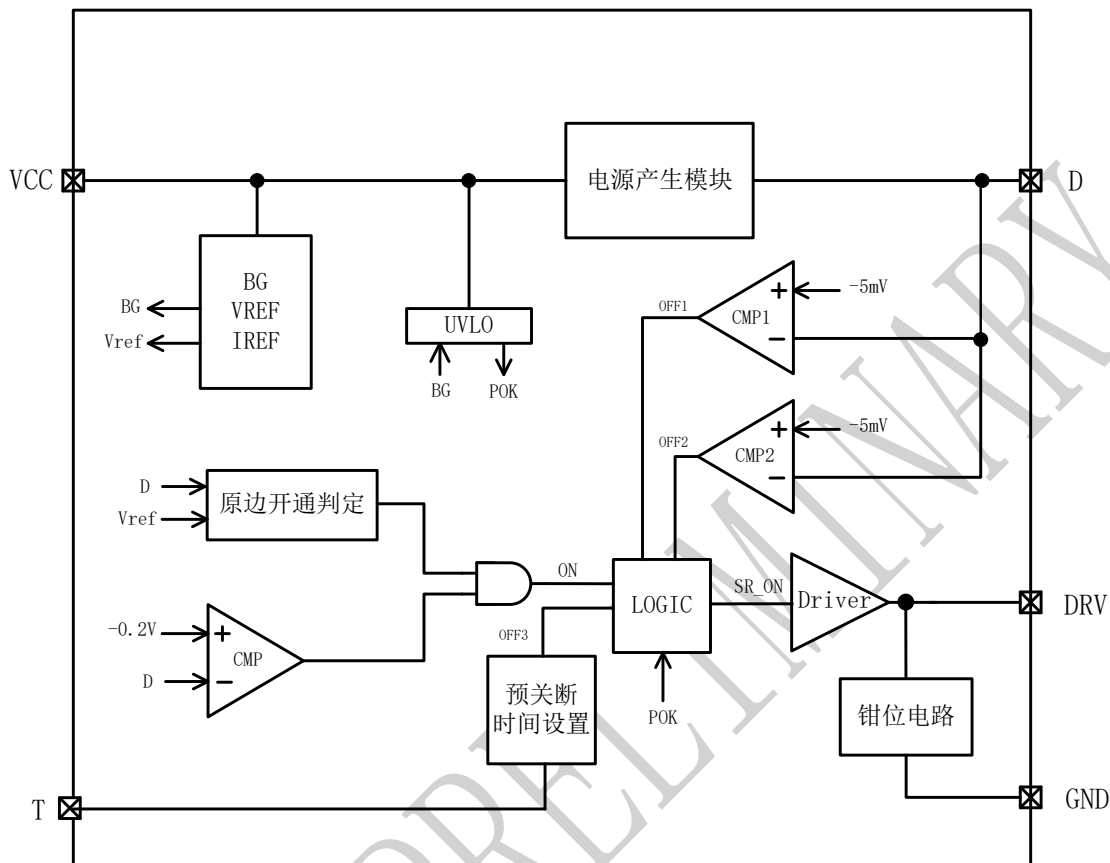 VCC
电源产生模块
D
BG
VREF
IREF
BG
Vref
UVLO
BG
POK
OFF1
CMP1
+
−
-5mV
OFF2
CMP2
+
−
-5mV
D
Vref
原边开通判定
-0.2V
D
+
−
CMP
ON
OFF3
LOGIC
POK
SR_ON
Driver
DRV
预关断
时间设置
钳位电路
T
GND
PRELIMINARY